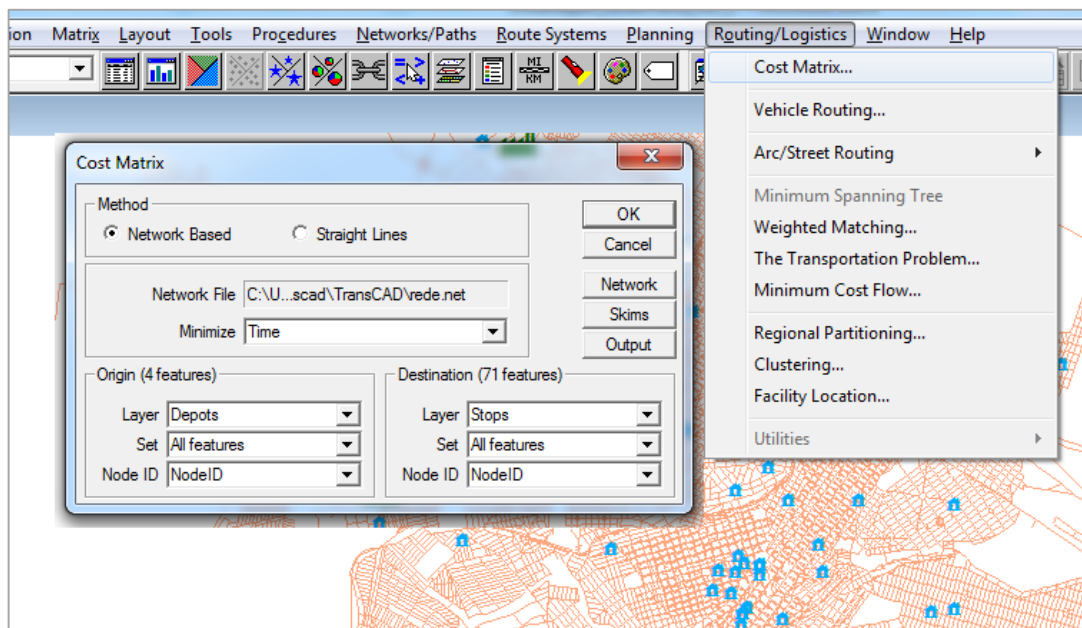 ion Matrix Layout Tools Procedures Networks/Paths Route Systems Planning Routing/Logistics Window Help
MI
KM
Cost Matrix...
Vehicle Routing...
Arc/Street Routing
Minimum Spanning Tree
Weighted Matching...
The Transportation Problem...
Minimum Cost Flow...
Regional Partitioning...
Clustering...
Facility Location...
Utilities
Cost Matrix
Method
Network Based Straight Lines
OK
Cancel
Network File C:\U...scad\TransCAD\rede.net
Minimize Time
Network
Skims
Output
Origin (4 features)
Layer Depots
Set All features
Node ID NodeID
Destination (71 features)
Layer Stops
Set All features
Node ID NodeID